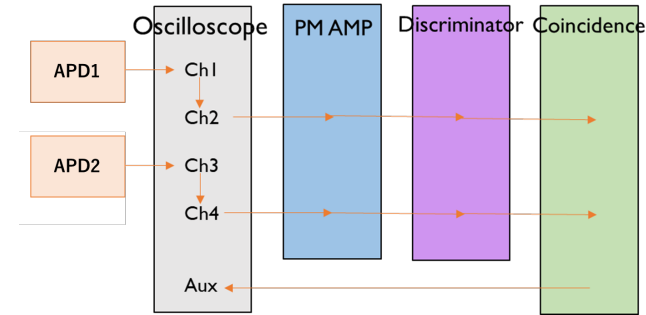 Oscilloscope
PM AMP
Discriminator
Coincidence
APD1
Ch1
Ch2
APD2
Ch3
Ch4
Aux